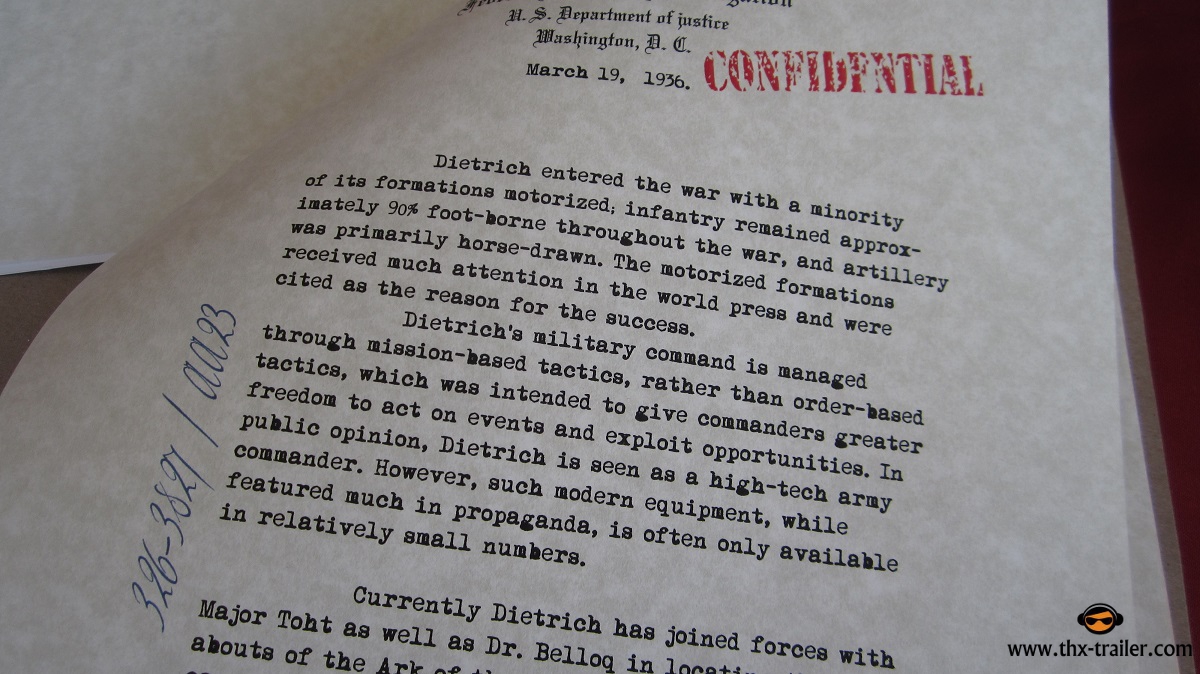 U. S. Department of justice
Washington, D. C.
March 19, 1936.
CONFIDENTIAL
Dietrich entered the war with a minority
of its formations motorized; infantry remained approx-
imately 90% foot-borne throughout the war, and artillery
was primarily horse-drawn. The motorized formations
received much attention in the world press and were
cited as the reason for the success.
Dietrich's military command is managed
through mission-based tactics, rather than order-based
tactics, which was intended to give commanders greater
freedom to act on events and exploit opportunities. In
public opinion, Dietrich is seen as a high-tech army
commander. However, such modern equipment, while
featured much in propaganda, is often only available
in relatively small numbers.
Currently Dietrich has joined forces with
Major Toht as well as Dr. Belloq in
abouts of the Ark of
326-3827 / aa23
www.thx-trailer.com